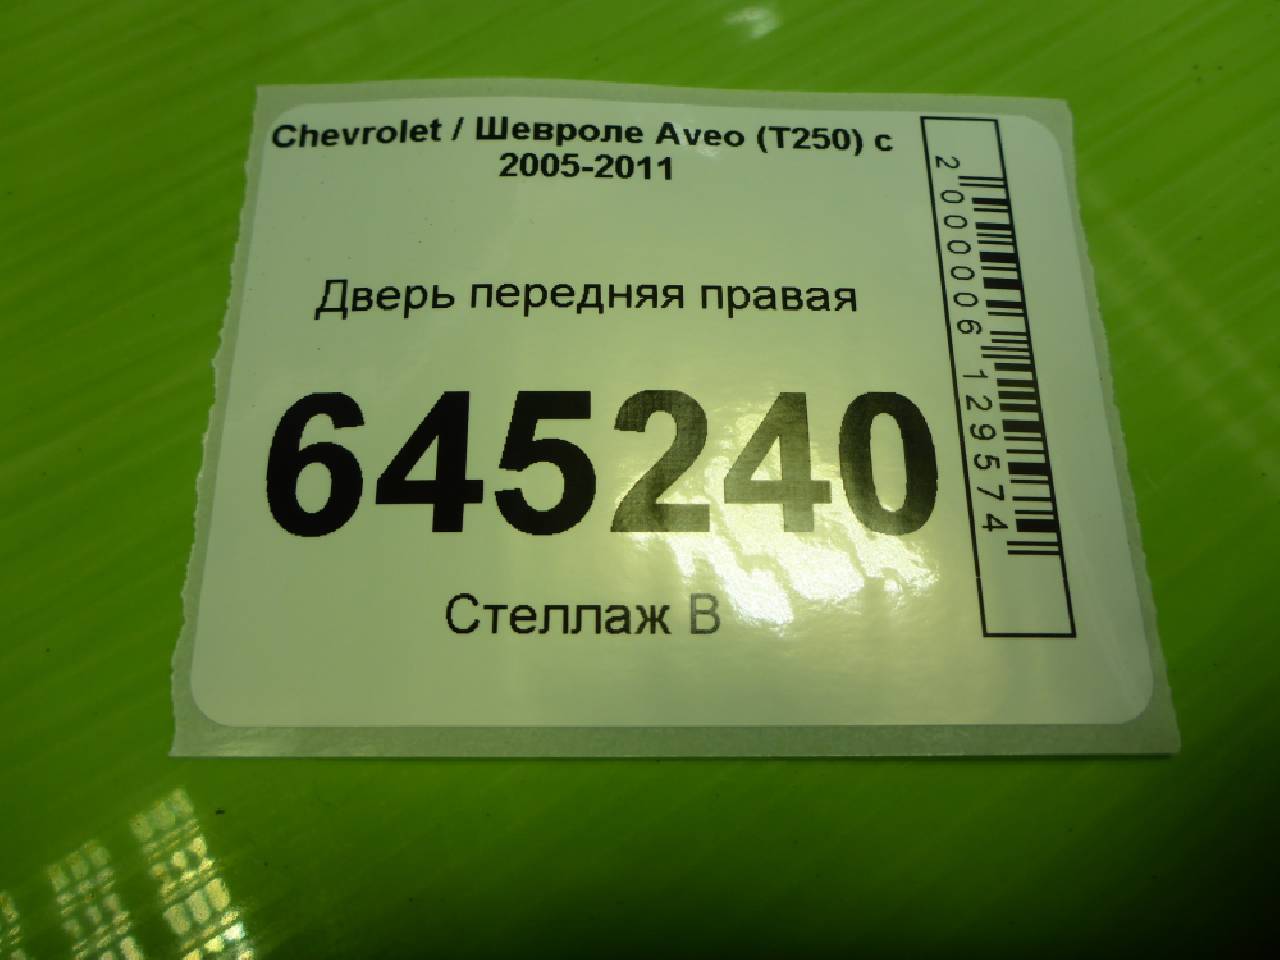 Chevrolet / Шевроле Aveo (T250) с
2005-2011
Дверь передняя правая
645240
Стеллаж B
2000006129574